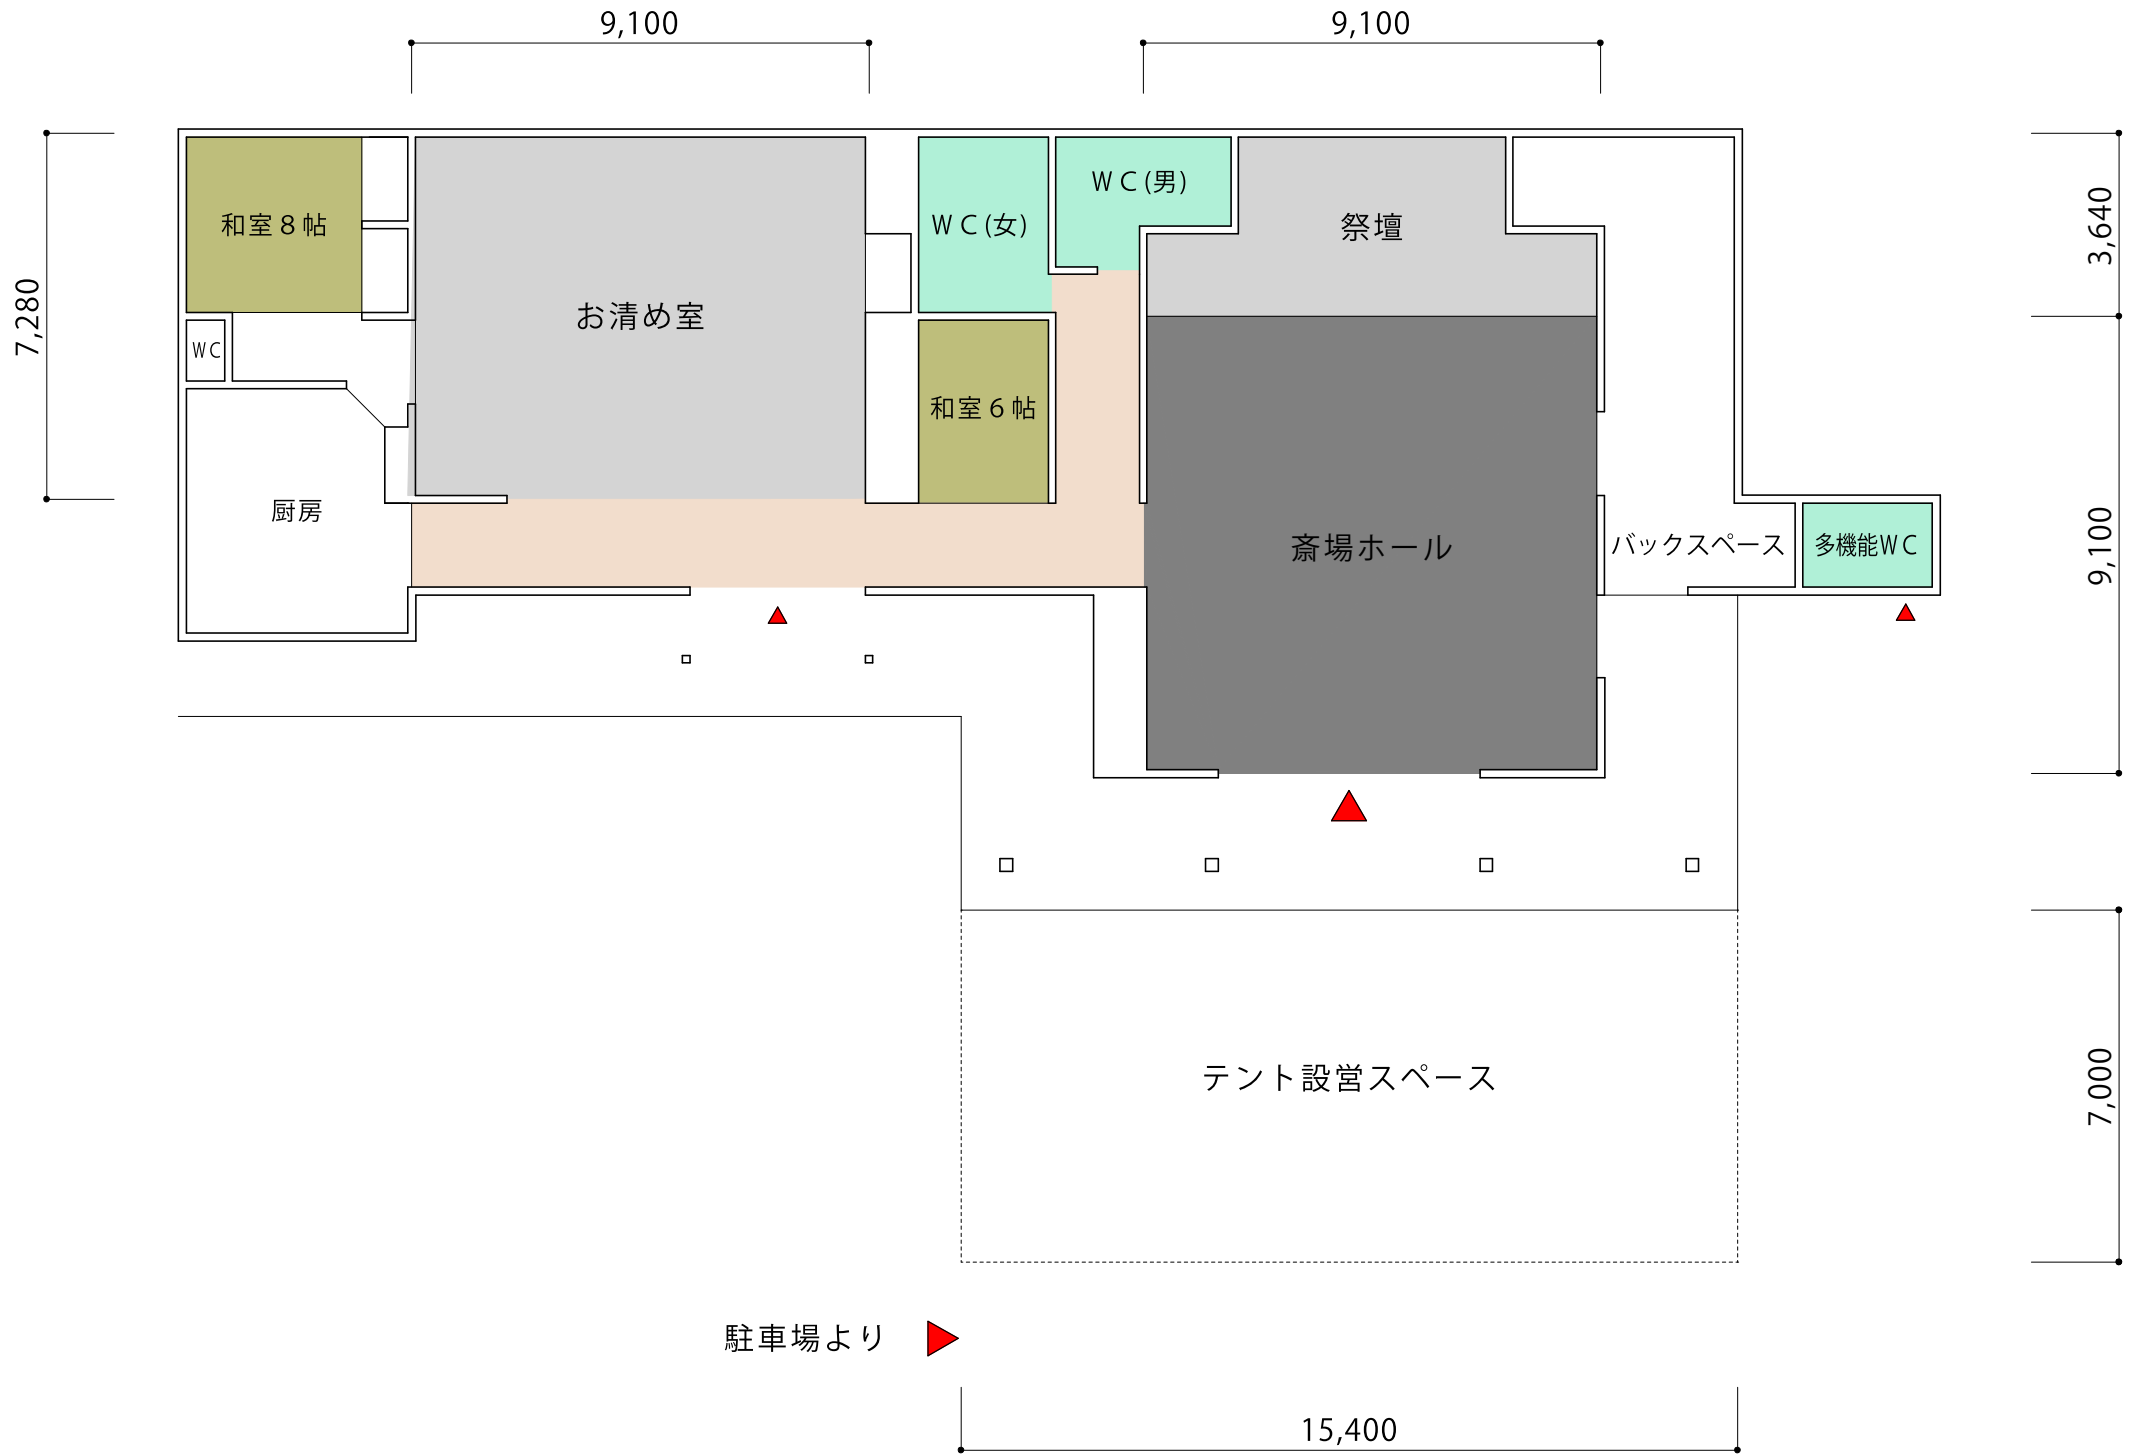 9,100
9,100
7,280
3,640
和室８帖
お清め室
ＷＣ(女)
ＷＣ(男)
祭壇
WC
和室６帖
厨房
斎場ホール
バックスペース
多機能WＣ
9,100
テント設営スペース
7,000
駐車場より
15,400